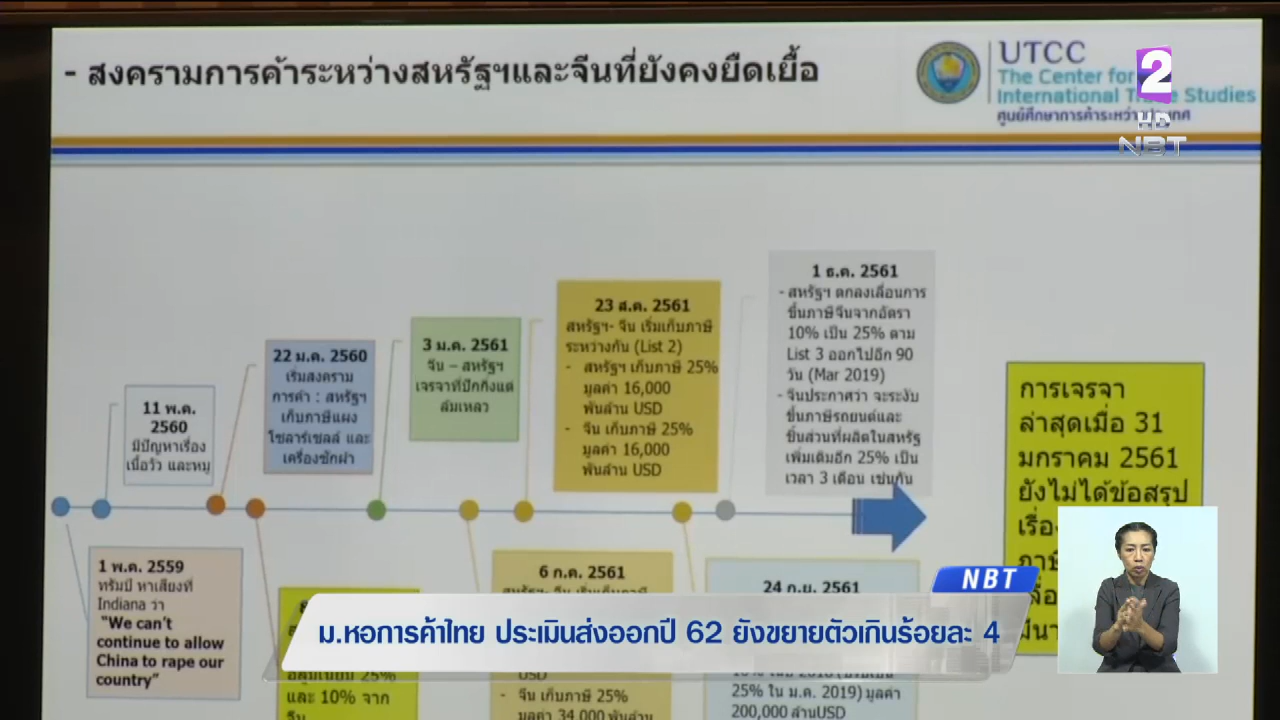 - สงครามการค้าระหว่างสหรัฐฯและจีนที่ยังคงยืดเยื้อ
UTCC
The Center for
International Trade Studies
ศูนย์ศึกษาการค้าระหว่างประเทศ
2
HD
NBT
11 พ.ค.
2560
มีปัญหาเรื่อง
เนื้อวัว และหมู
22 ม.ค. 2560
เริ่มสงคราม
การค้า : สหรัฐฯ
เก็บภาษีแผง
โซลาร์เซลล์ และ
เครื่องซักผ้า
3 ม.ค. 2561
จีน – สหรัฐฯ
เจรจาที่ปักกิ่งแต่
ล้มเหลว
23 ส.ค. 2561
สหรัฐฯ- จีน เริ่มเก็บภาษี
ระหว่างกัน (List 2)
- สหรัฐฯ เก็บภาษี 25%
มูลค่า 16,000
พันล้าน USD
- จีน เก็บภาษี 25%
มูลค่า 16,000
พันล้าน USD
1 ธ.ค. 2561
- สหรัฐฯ ตกลงเลื่อนการ
ขึ้นภาษีจีนจากอัตรา
10% เป็น 25% ตาม
List 3 ออกไปอีก 90
วัน (Mar 2019)
- จีนประกาศว่า จะระงับ
ขึ้นภาษีรถยนต์และ
ชิ้นส่วนที่ผลิตในสหรัฐ
เพิ่มเติมอีก 25% เป็น
เวลา 3 เดือน เช่นกัน
การเจรจา
ล่าสุดเมื่อ 31
มกราคม 2561
ยังไม่ได้ข้อสรุป
1 พ.ค. 2559
ทรัมป์ หาเสียงที่
Indiana ว่า
"We can't
continue to allow
China to rape our
country"
25%
และ 10% จาก
จีน
6 ก.ค. 2561
- จีน เก็บภาษี 25%
มูลค่า 34,000 พันล้าน
USD
24 ก.ย. 2561
25% ใน ม.ค. 2019) มูลค่า
200,000 ล้านUSD
NBT
ม.หอการค้าไทย ประเมินส่งออกปี 62 ยังขยายตัวเกินร้อยละ 4